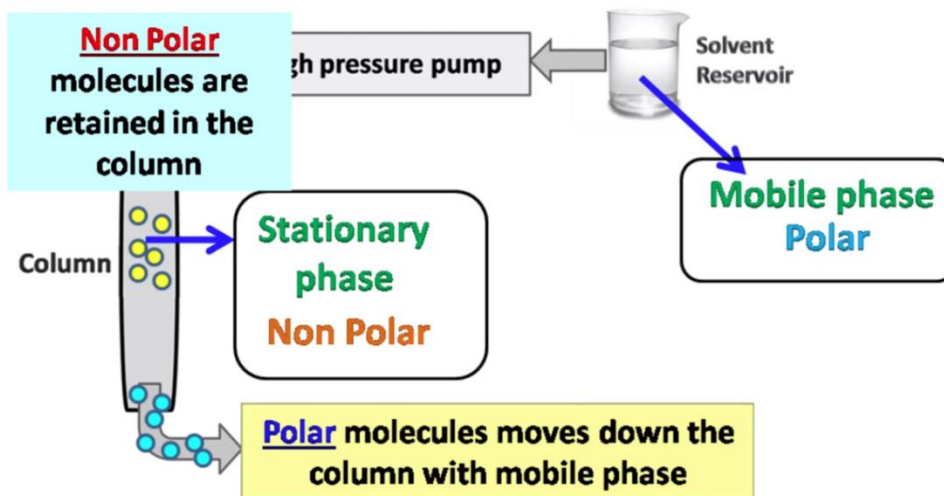 Non Polar
molecules are
retained in the
column
gh pressure pump
Solvent
Reservoir
Mobile phase
Polar
Column
Stationary
phase
Non Polar
Polar molecules moves down the
column with mobile phase